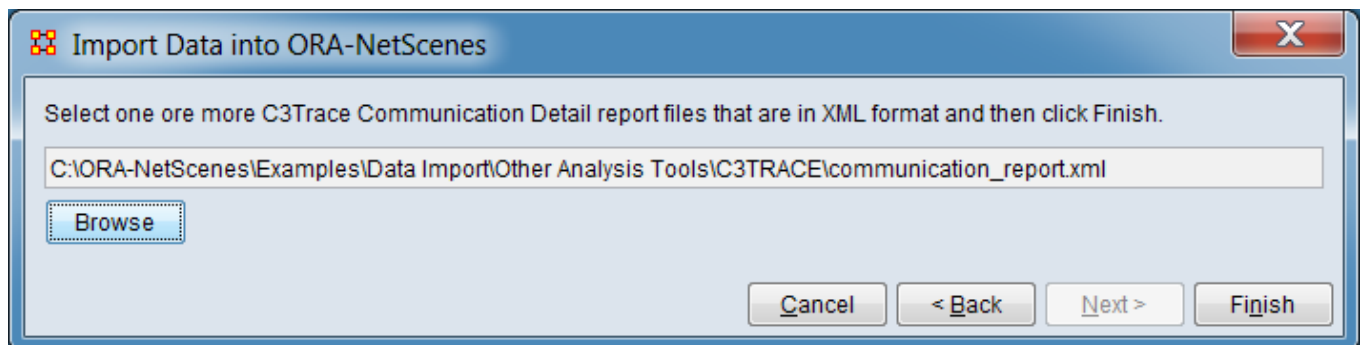 Import Data into ORA-NetScenes
Select one ore more C3Trace Communication Detail report files that are in XML format and then click Finish.
C:\ORA-NetScenes\Examples\Data Import\Other Analysis Tools\C3TRACE\communication_report.xml
Browse
Cancel < Back Next > Finish